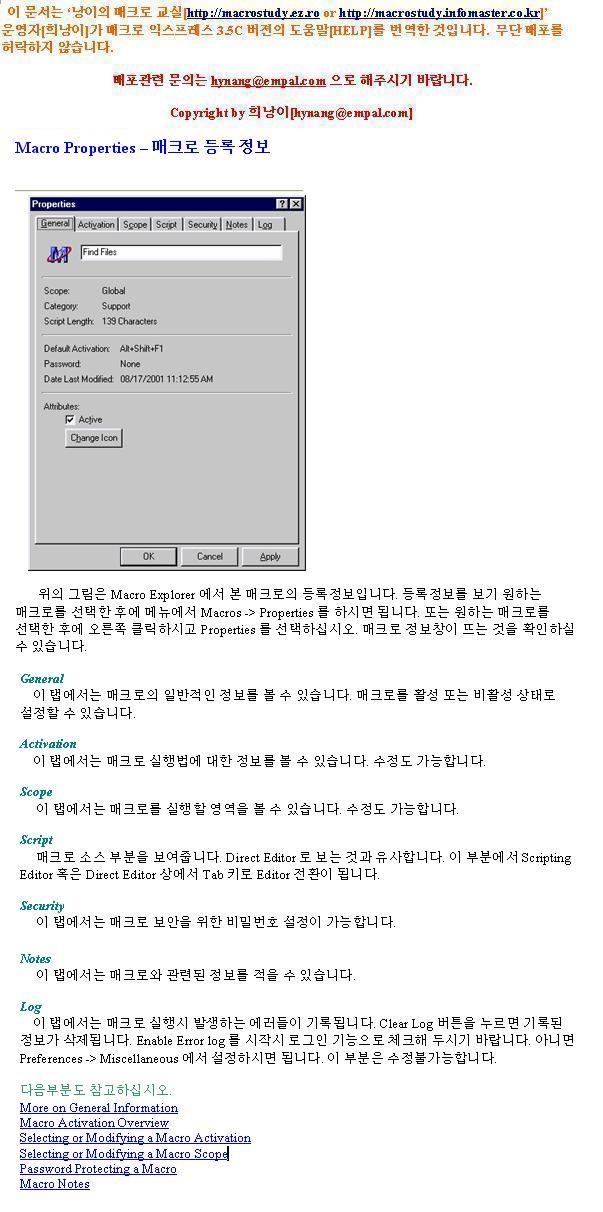 이 문서는 ‘낭이의 매크로 교실[http://macrostudy.ez.ro or http://macrostudy.infomaster.co.kr]’
운영자[희낭이]가 매크로 익스프레스 3.5C 버젼의 도움말[HELP]를 번역한 것입니다. 무단 배포를
허락하지 않습니다.
배포관련 문의는 hynang@empal.com 으로 해주시기 바랍니다.
Copyright by 희낭이[hynang@empal.com]
Macro Properties – 매크로 등록 정보
Properties
General Activation Scope Script Security Notes Log
Find Files
Scope: Global
Category: Support
Script Length: 139 Characters
Default Activation: Alt+Shift+F1
Password: None
Date Last Modified: 08/17/2001 11:12:55 AM
Attributes:
Active
Change Icon
OK Cancel Apply
위의 그림은 Macro Explorer 에서 본 매크로의 등록정보입니다. 등록정보를 보기 원하는
매크로를 선택한 후에 메뉴에서 Macros -> Properties 를 하시면 됩니다. 또는 원하는 매크로를
선택한 후에 오른쪽 클릭하시고 Properties 를 선택하십시오. 매크로 정보창이 뜨는 것을 확인하실
수 있습니다.
General
이 탭에서는 매크로의 일반적인 정보를 볼 수 있습니다. 매크로를 활성 또는 비활성 상태로
설정할 수 있습니다.
Activation
이 탭에서는 매크로 실행법에 대한 정보를 볼 수 있습니다. 수정도 가능합니다.
Scope
이 탭에서는 매크로를 실행할 영역을 볼 수 있습니다. 수정도 가능합니다.
Script
매크로 소스 부분을 보여줍니다. Direct Editor 로 보는 것과 유사합니다. 이 부분에서 Scripting
Editor 혹은 Direct Editor 상에서 Tab 키로 Editor 전환이 됩니다.
Security
이 탭에서는 매크로 보안을 위한 비밀번호 설정이 가능합니다.
Notes
이 탭에서는 매크로와 관련된 정보를 적을 수 있습니다.
Log
이 탭에서는 매크로 실행시 발생하는 에러들이 기록됩니다. Clear Log 버튼을 누르면 기록된
정보가 삭제됩니다. Enable Error log 를 시작시 로그인 기능으로 체크해 두시기 바랍니다. 아니면
Preferences -> Miscellaneous 에서 설정하시면 됩니다. 이 부분은 수정불가능합니다.
다음부분도 참고하십시오.
More on General Information
Macro Activation Overview
Selecting or Modifying a Macro Activation
Selecting or Modifying a Macro Scope
Password Protecting a Macro
Macro Notes